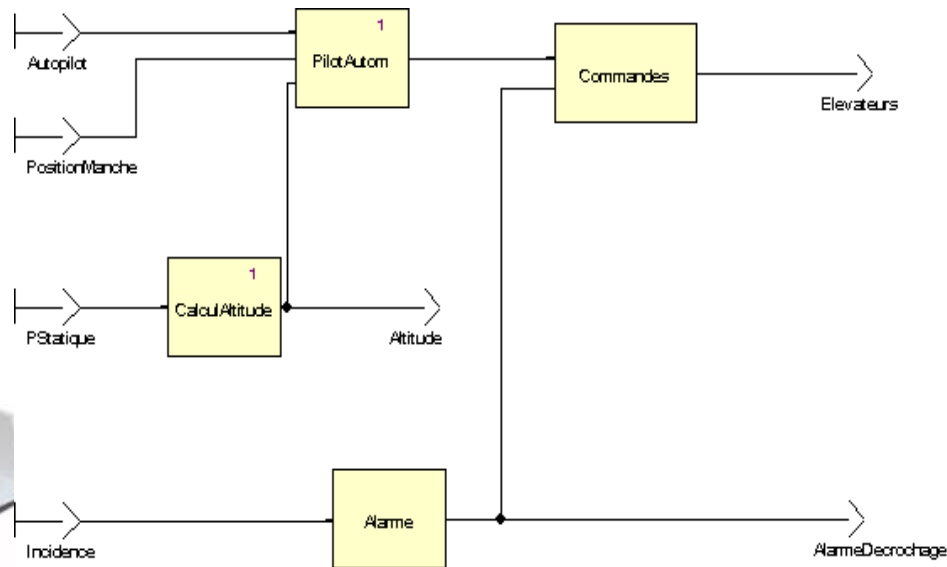 1
Autopilot
PilotAutom
Commandes
Elevateurs
PositionManche
1
CalculAltitude
PStatique
Altitude
Alarme
Incidence
AlarmeDecrochage